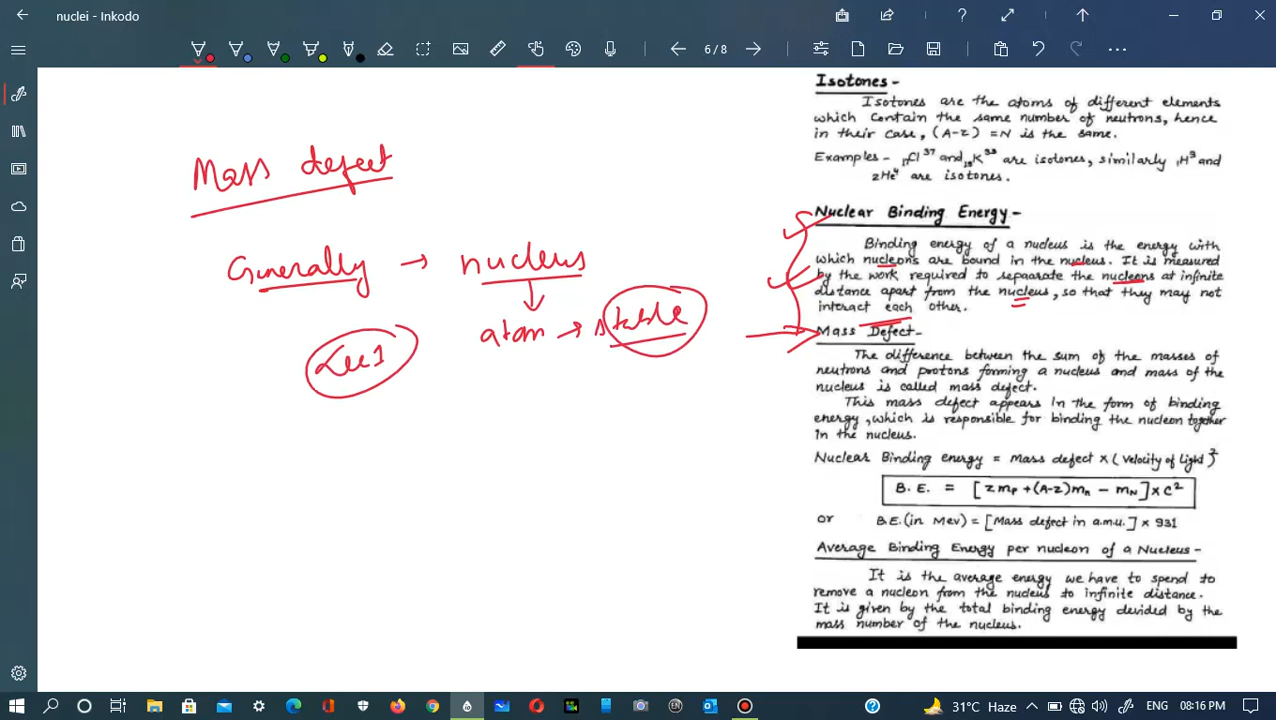 nuclei - Inkodo
6/8
Mass defect
Generally → nucleus
atom → stable
Lec 1
Isotones -
Isotones are the atoms of different elements
which contain the same number of neutrons, hence
in their case, (A-Z) = N is the same.
Examples - ₁₇Cl³⁷ and ₁₉K³⁹ are isotones, similarly ₁H³ and
₂He⁴ are isotones.
Nuclear Binding Energy -
Binding energy of a nucleus is the energy with
which nucleons are bound in the nucleus. It is measured
by the work required to sepaarate the nucleons at infinite
distance apart from the nucleus, so that they may not
interact each other.
Mass Defect -
The difference between the sum of the masses of
neutrons and protons forming a nucleus and mass of the
nucleus is called mass defect.
This mass defect appears In the form of binding
energy, which is responsible for binding the nucleon together
in the nucleus.
Nuclear Binding energy = Mass defect × (Velocity of Light)²
B. E. = [Zmₚ + (A-Z)mₙ - m_N] × C²
or B.E. (in Mev) = [Mass defect in a.m.u.] × 931
Average Binding Energy per nucleon of a Nucleus -
It is the average energy we have to spend to
remove a nucleon from the nucleus to infinite distance.
It is given by the total binding energy devided by the
mass number of the nucleus.
31°C Haze
ENG 08:16 PM